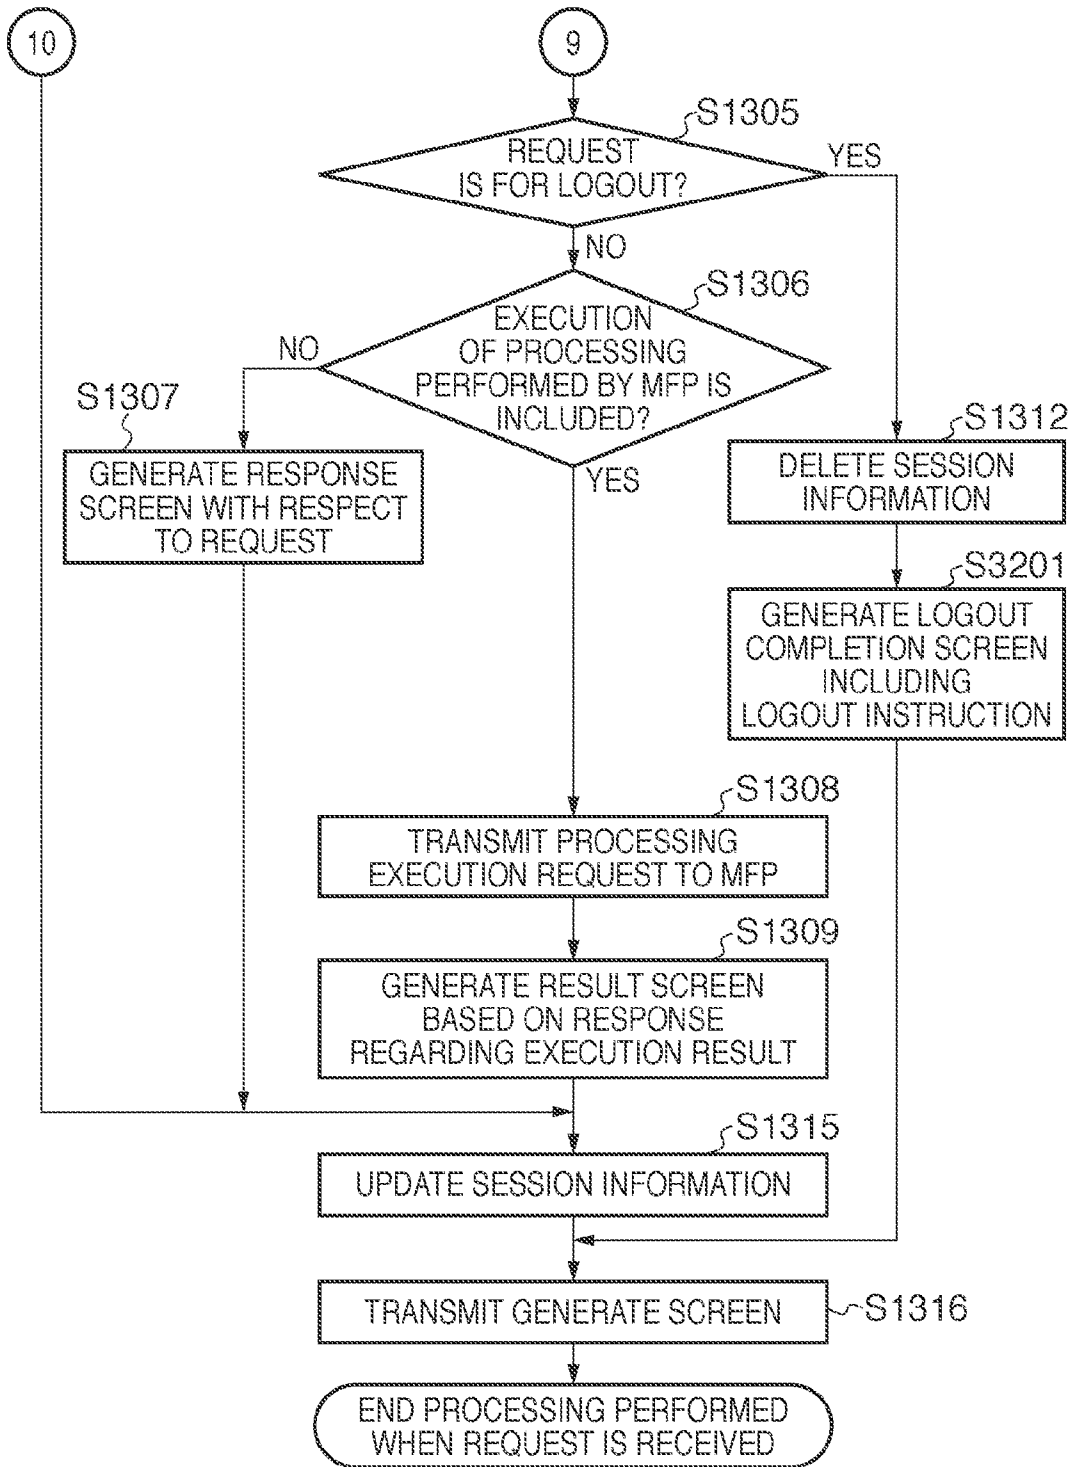 10
9
S1305
REQUEST
IS FOR LOGOUT?
YES
NO
S1306
EXECUTION
OF PROCESSING
PERFORMED BY MFP IS
INCLUDED?
NO
YES
S1307
GENERATE RESPONSE
SCREEN WITH RESPECT
TO REQUEST
S1312
DELETE SESSION
INFORMATION
S3201
GENERATE LOGOUT
COMPLETION SCREEN
INCLUDING
LOGOUT INSTRUCTION
S1308
TRANSMIT PROCESSING
EXECUTION REQUEST TO MFP
S1309
GENERATE RESULT SCREEN
BASED ON RESPONSE
REGARDING EXECUTION RESULT
S1315
UPDATE SESSION INFORMATION
TRANSMIT GENERATE SCREEN
S1316
END PROCESSING PERFORMED
WHEN REQUEST IS RECEIVED